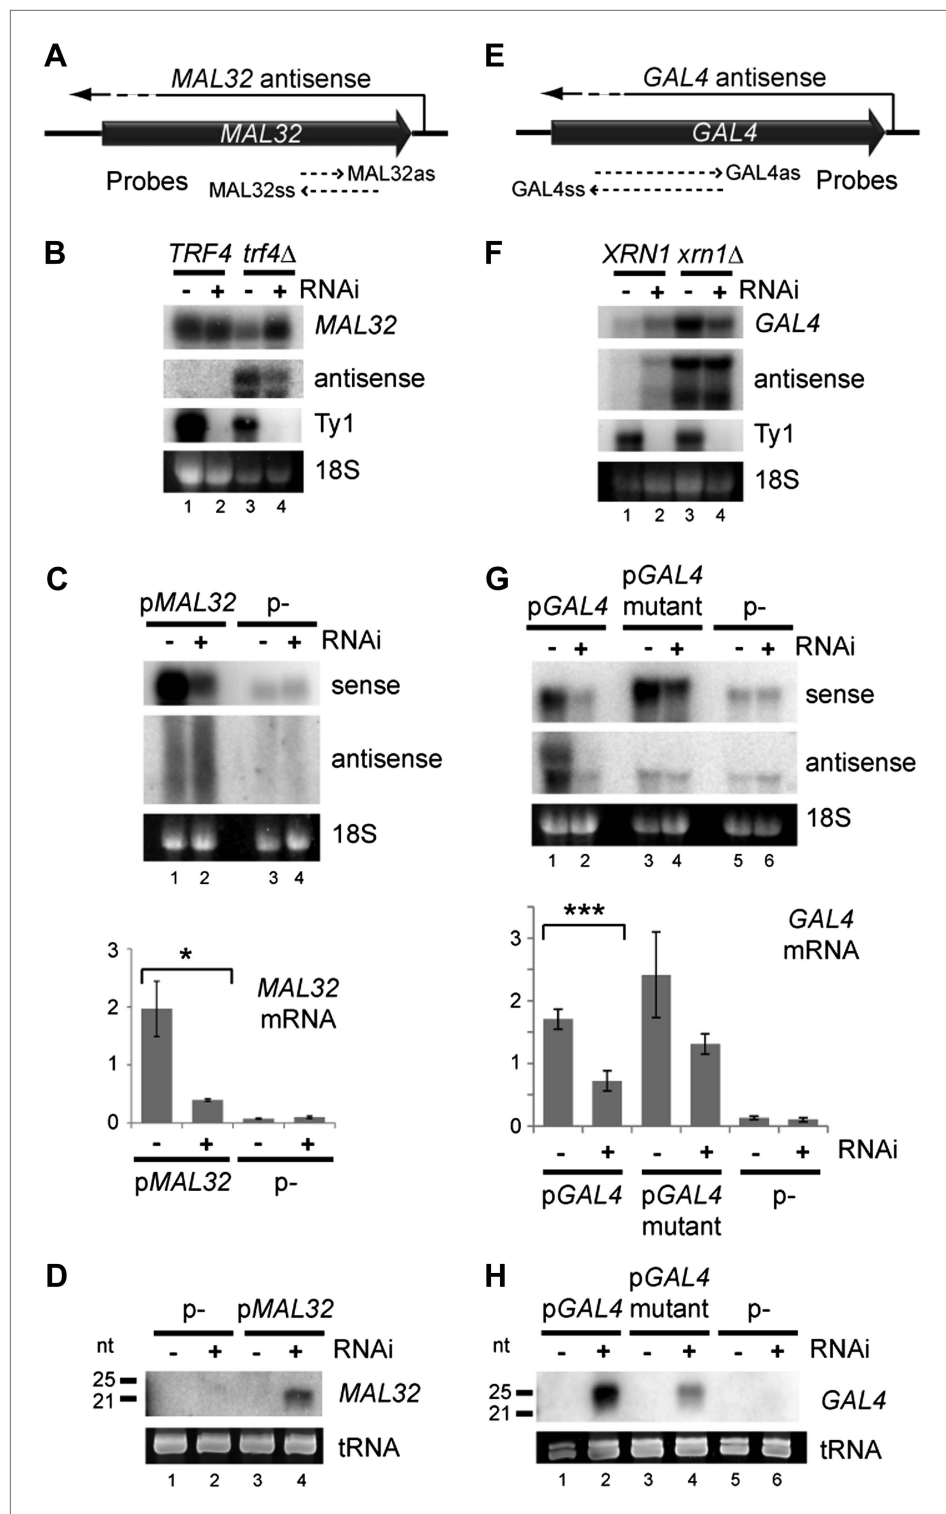 A
MAL32 antisense
MAL32
Probes
MAL32as
MAL32ss
B
TRF4 trf4Δ
- + - + RNAi
MAL32
antisense
Ty1
18S
1 2 3 4
C
pMAL32 p-
- + - + RNAi
sense
antisense
18S
1 2 3 4
3
2
1
0
*
MAL32
mRNA
- + - +
pMAL32 p-
D
p- pMAL32
nt
- + - + RNAi
25
21
MAL32
tRNA
1 2 3 4
E
GAL4 antisense
GAL4
GAL4as
GAL4ss
Probes
F
XRN1 xrn1Δ
- + - + RNAi
GAL4
antisense
Ty1
18S
1 2 3 4
G
pGAL4
pGAL4
mutant
p-
- + - + - + RNAi
sense
antisense
18S
1 2 3 4 5 6
3
2
1
0
***
GAL4
mRNA
- + - + - + RNAi
pGAL4
pGAL4
mutant
p-
H
pGAL4
pGAL4
mutant
p-
nt
- + - + - + RNAi
25
21
GAL4
tRNA
1 2 3 4 5 6